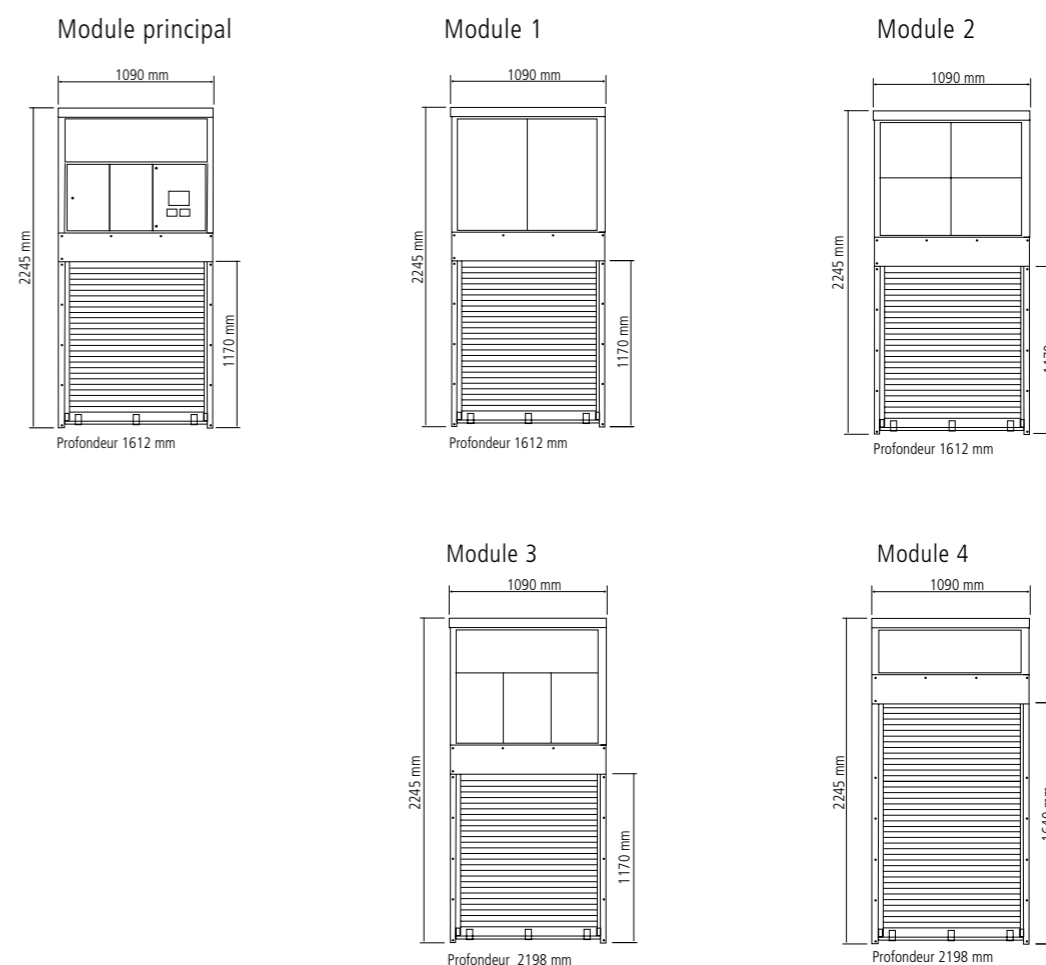 Module principal
Module 1
Module 2
1090 mm
1090 mm
1090 mm
2245 mm
1170 mm
2245 mm
1170 mm
2245 mm
Profondeur 1612 mm
Profondeur 1612 mm
Profondeur 1612 mm
Module 3
Module 4
1090 mm
1090 mm
2245 mm
1170 mm
2245 mm
Profondeur 2198 mm
Profondeur 2198 mm